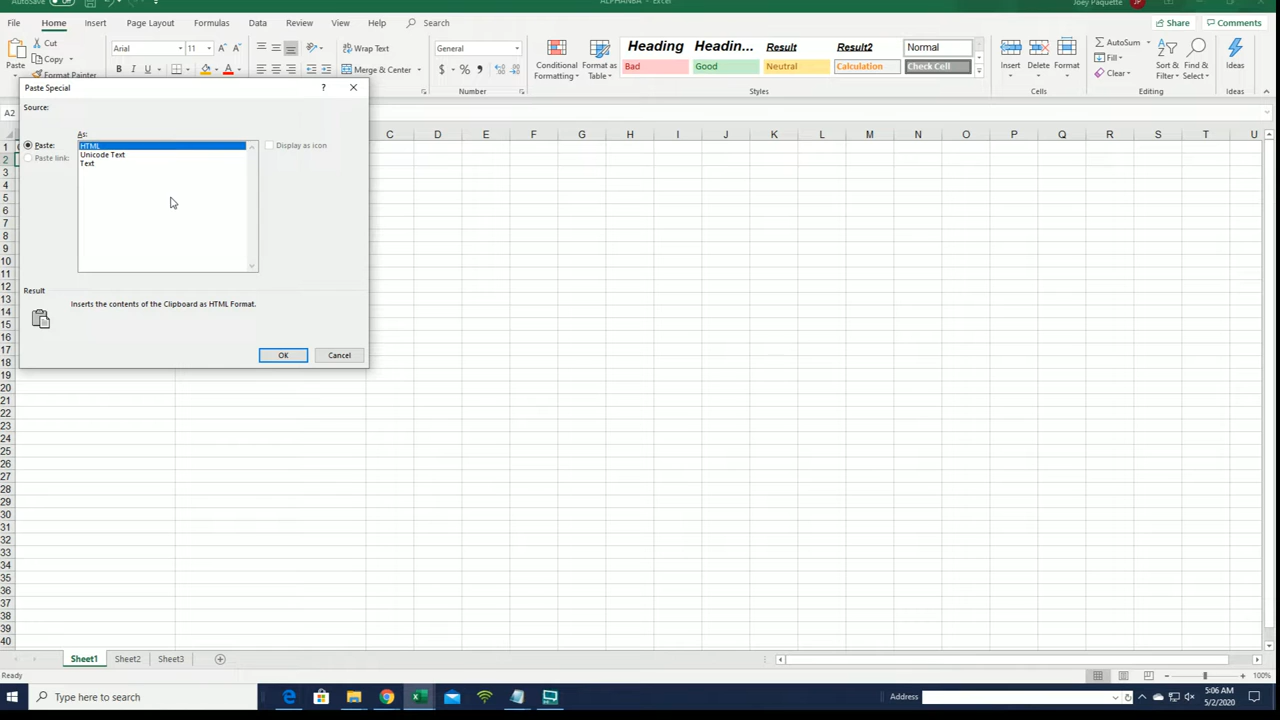 AutoSave
ALPHANBA - Excel
Joey Paquette
JP
File Home Insert Page Layout Formulas Data Review View Help Search
Share Comments
Paste
Cut
Copy
Format Painter
Arial 11
B I U
Wrap Text
Merge & Center
General
$ % ,
Number
Conditional Formatting
Format as Table
Heading Headin... Result Result2 Normal
Bad Good Neutral Calculation Check Cell
Styles
Insert Delete Format
Cells
AutoSum
Fill
Clear
Sort & Filter
Find & Select
Editing
Ideas
Ideas
A2
Paste Special
?
Source:
As:
Paste:
Paste link:
HTML
Unicode Text
Text
Display as icon
Result
Inserts the contents of the Clipboard as HTML Format.
OK Cancel
C D E F G H I J K L M N O P Q R S T U
1
2
3
4
5
6
7
8
9
10
11
12
13
14
15
16
17
18
19
20
21
22
23
24
25
26
27
28
29
30
31
32
33
34
35
36
37
38
39
40
Sheet1 Sheet2 Sheet3
Ready
100%
Type here to search
Address
5:06 AM
5/2/2020